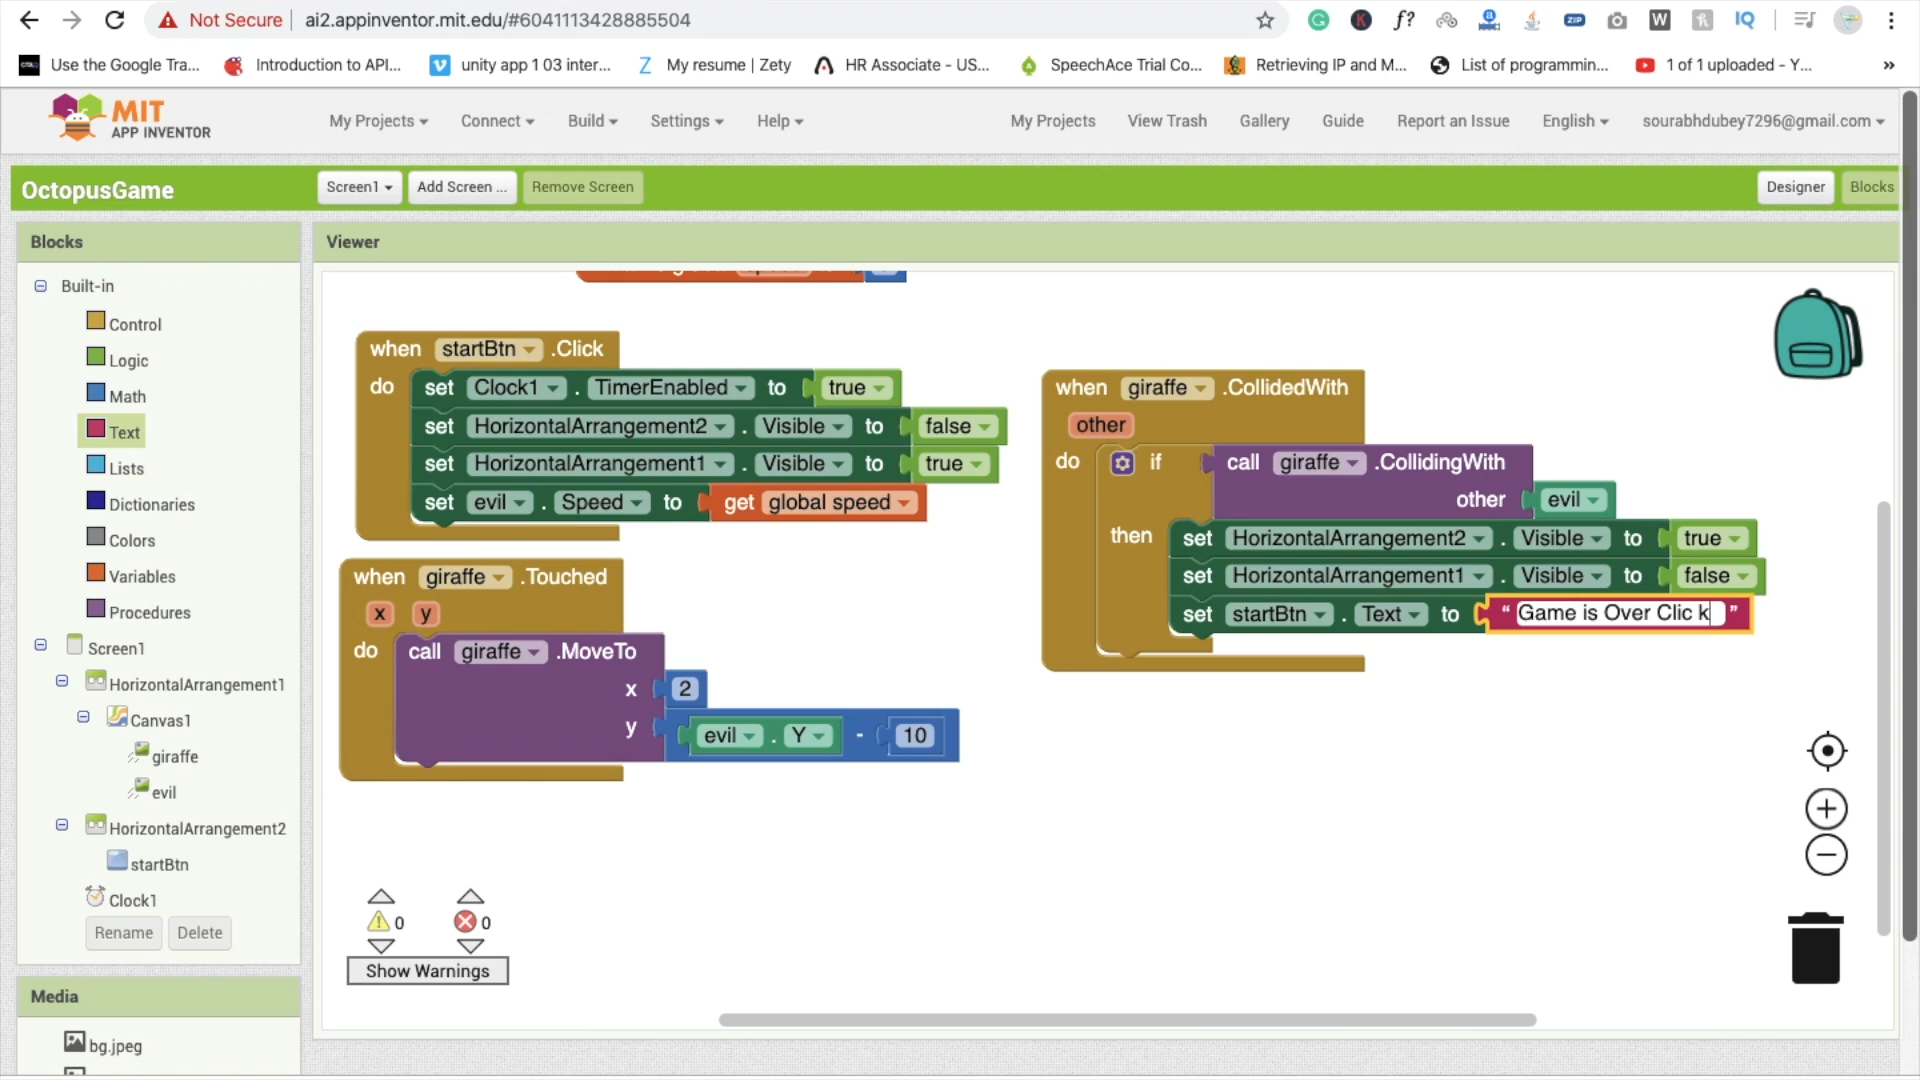 Not Secure | ai2.appinventor.mit.edu/#6041113428885504
Use the Google Tra... Introduction to API... unity app 1 03 inter... My resume | Zety HR Associate - US... SpeechAce Trial Co... Retrieving IP and M... List of programmin... 1 of 1 uploaded - Y... »
MIT
APP INVENTOR
My Projects Connect Build Settings Help My Projects View Trash Gallery Guide Report an Issue English sourabhdubey7296@gmail.com
OctopusGame Screen1 Add Screen ... Remove Screen Designer Blocks
Blocks
Built-in
Control
Logic
Math
Text
Lists
Dictionaries
Colors
Variables
Procedures
Screen1
HorizontalArrangement1
Canvas1
giraffe
evil
HorizontalArrangement2
startBtn
Clock1
Rename Delete
Media
bg.jpeg
Viewer
when startBtn .Click
do set Clock1 . TimerEnabled to true
set HorizontalArrangement2 . Visible to false
set HorizontalArrangement1 . Visible to true
set evil . Speed to get global speed
when giraffe .Touched
x y
do call giraffe .MoveTo
x 2
y evil . Y - 10
when giraffe .CollidedWith
other
do if call giraffe .CollidingWith
other evil
then set HorizontalArrangement2 . Visible to true
set HorizontalArrangement1 . Visible to false
set startBtn . Text to “ Game is Over Clic k ”
0 0
Show Warnings